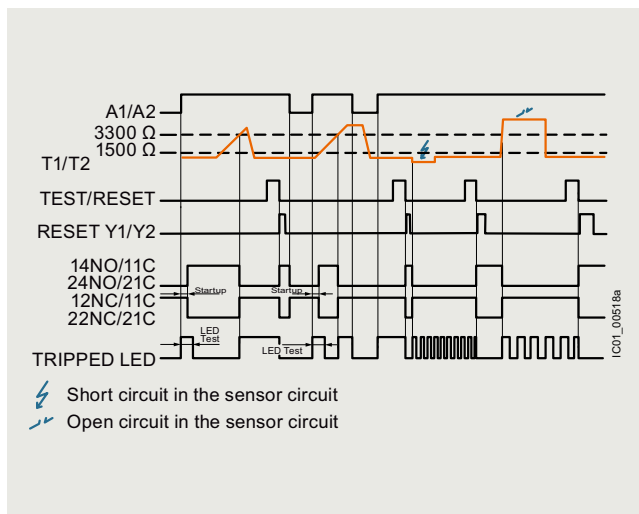 A1/A2
3300 Ω
1500 Ω
T1/T2
TEST/RESET
RESET Y1/Y2
14NO/11C
24NO/21C
Startup
Startup
12NC/11C
22NC/21C
LED
Test
LED Test
TRIPPED LED
IC01_00518a
Short circuit in the sensor circuit
Open circuit in the sensor circuit